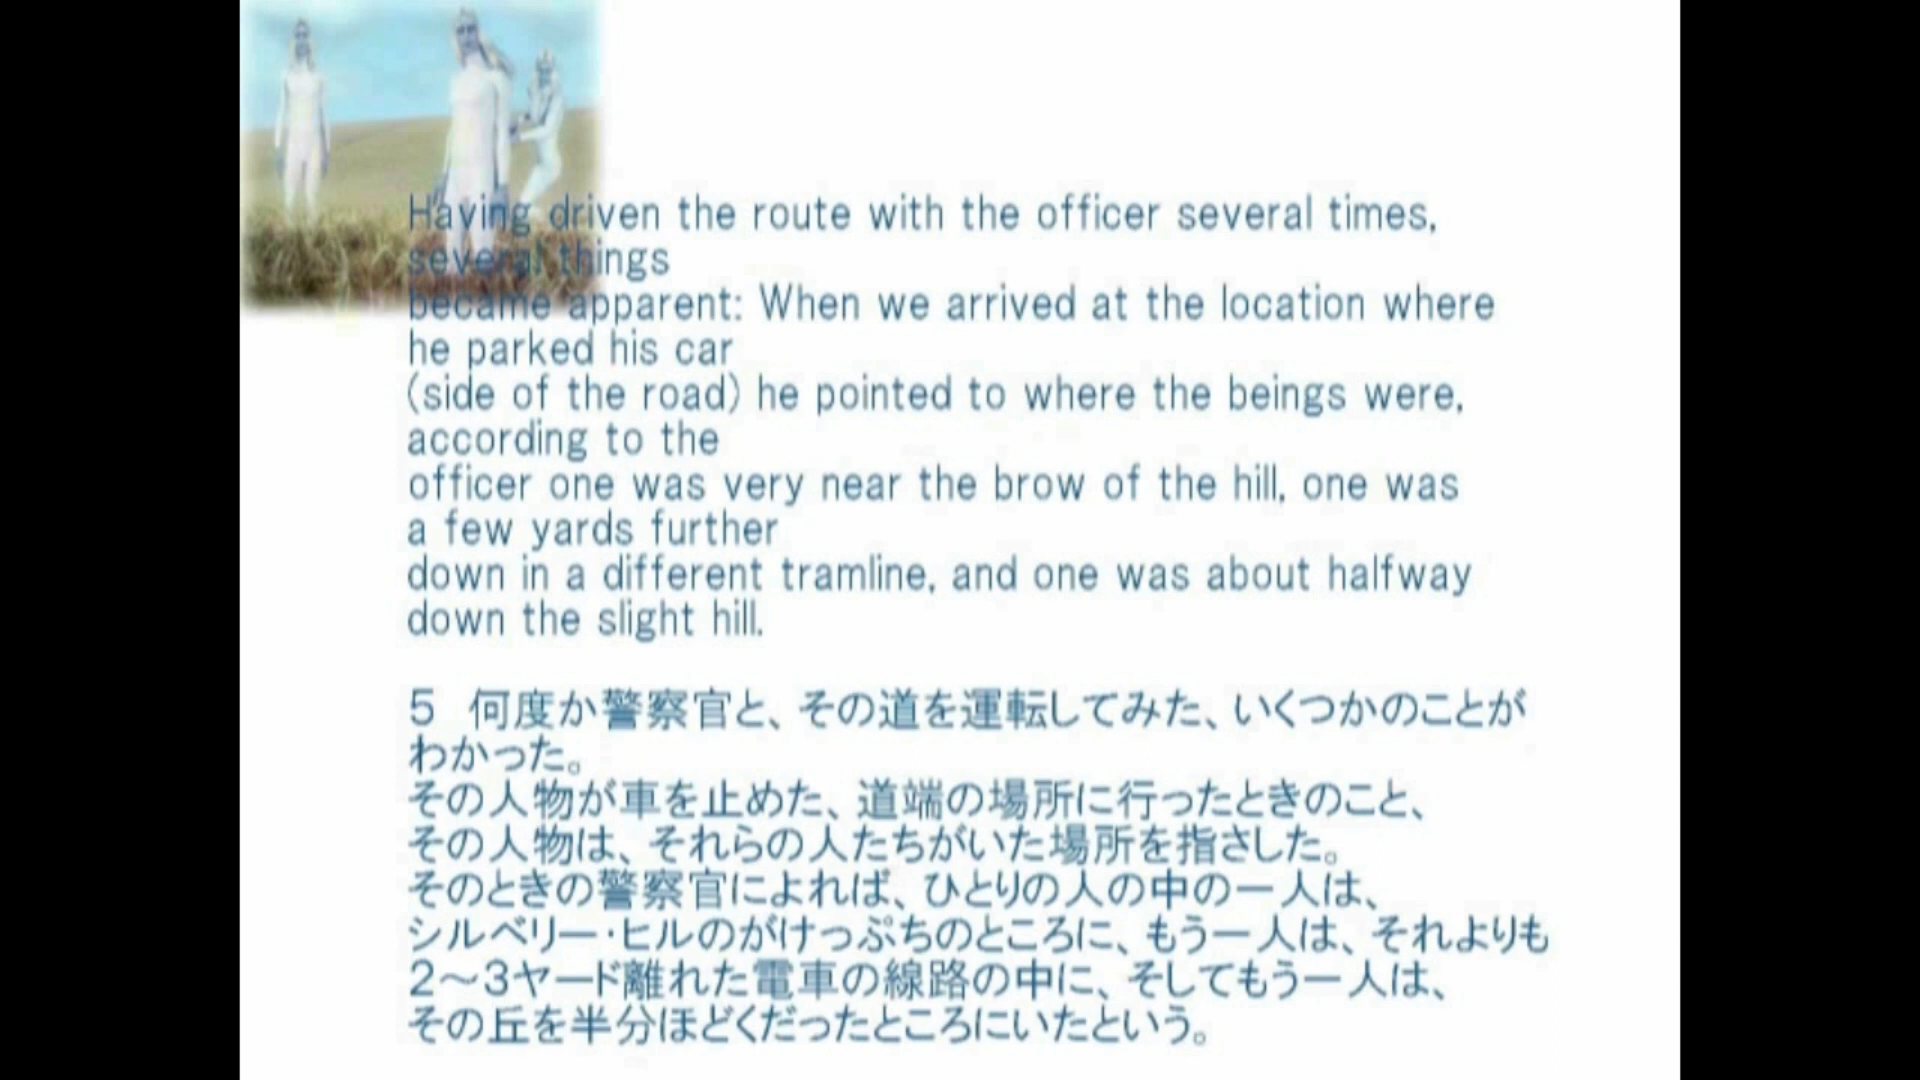 Having driven the route with the officer several times,
several things
became apparent: When we arrived at the location where
he parked his car
(side of the road) he pointed to where the beings were,
according to the
officer one was very near the brow of the hill, one was
a few yards further
down in a different tramline, and one was about halfway
down the slight hill.
5　何度か警察官と、その道を運転してみた、いくつかのことが
わかった。
その人物が車を止めた、道端の場所に行ったときのこと、
その人物は、それらの人たちがいた場所を指さした。
そのときの警察官によれば、ひとりの人の中の一人は、
シルベリー・ヒルのがけっぷちのところに、もう一人は、それよりも
２～３ヤード離れた電車の線路の中に、そしてもう一人は、
その丘を半分ほどくだったところにいたという。